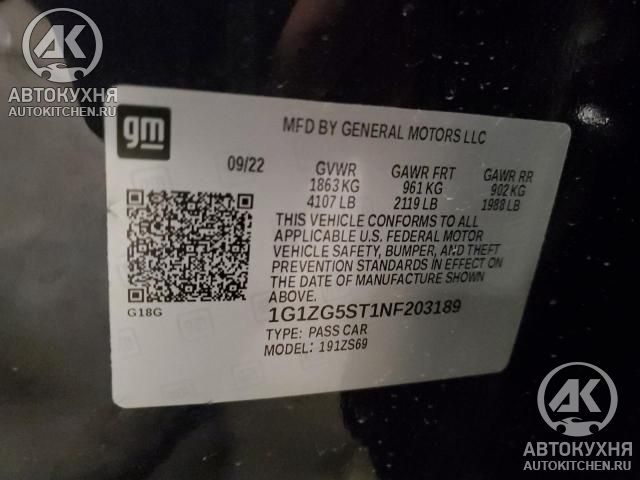 AK
АВТОКУХНЯ
AUTOKITCHEN.RU
gm
MFD BY GENERAL MOTORS LLC
09/22 GVWR GAWR FRT GAWR RR
1863 KG 961 KG 902 KG
4107 LB 2119 LB 1988 LB
THIS VEHICLE CONFORMS TO ALL
APPLICABLE U.S. FEDERAL MOTOR
VEHICLE SAFETY, BUMPER, AND THEFT
PREVENTION STANDARDS IN EFFECT ON
THE DATE OF MANUFACTURE SHOWN
ABOVE.
G18G
1G1ZG5ST1NF203189
TYPE: PASS CAR
MODEL: 191ZS69
AK
АВТОКУХНЯ
AUTOKITCHEN.RU